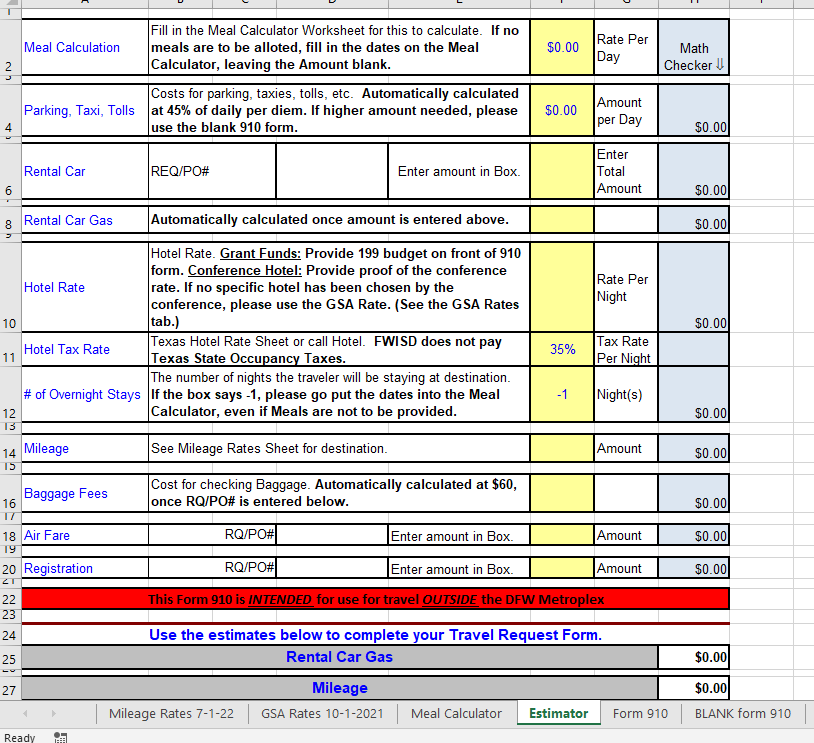 1
2 Meal Calculation
Fill in the Meal Calculator Worksheet for this to calculate. If no
meals are to be alloted, fill in the dates on the Meal
Calculator, leaving the Amount blank.
$0.00
Rate Per
Day
Math
Checker ⇓
3
4 Parking, Taxi, Tolls
Costs for parking, taxies, tolls, etc. Automatically calculated
at 45% of daily per diem. If higher amount needed, please
use the blank 910 form.
$0.00
Amount
per Day
$0.00
6 Rental Car
REQ/PO#
Enter amount in Box.
Enter
Total
Amount
$0.00
8 Rental Car Gas
Automatically calculated once amount is entered above.
$0.00
9
10 Hotel Rate
Hotel Rate. Grant Funds: Provide 199 budget on front of 910
form. Conference Hotel: Provide proof of the conference
rate. If no specific hotel has been chosen by the
conference, please use the GSA Rate. (See the GSA Rates
tab.)
Rate Per
Night
$0.00
11 Hotel Tax Rate
Texas Hotel Rate Sheet or call Hotel. FWISD does not pay
Texas State Occupancy Taxes.
35%
Tax Rate
Per Night
12 # of Overnight Stays
The number of nights the traveler will be staying at destination.
If the box says -1, please go put the dates into the Meal
Calculator, even if Meals are not to be provided.
-1
Night(s)
$0.00
13
14 Mileage
See Mileage Rates Sheet for destination.
Amount
$0.00
15
16 Baggage Fees
Cost for checking Baggage. Automatically calculated at $60,
once RQ/PO# is entered below.
$0.00
17
18 Air Fare RQ/PO# Enter amount in Box. Amount $0.00
19
20 Registration RQ/PO# Enter amount in Box. Amount $0.00
21
22 This Form 910 is INTENDED for use for travel OUTSIDE the DFW Metroplex
23
24 Use the estimates below to complete your Travel Request Form.
25 Rental Car Gas $0.00
27 Mileage $0.00
Mileage Rates 7-1-22 GSA Rates 10-1-2021 Meal Calculator Estimator Form 910 BLANK form 910
Ready